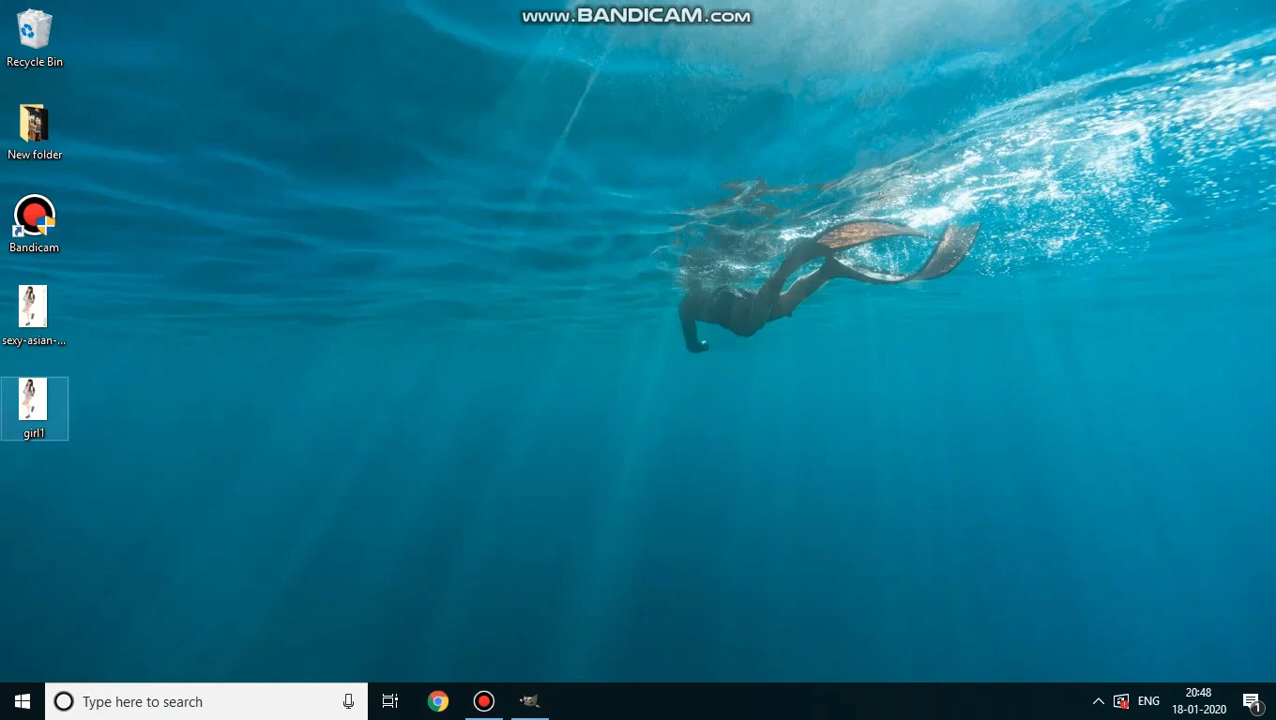 www.BANDICAM.com
Recycle Bin
New folder
Bandicam
sexy-asian-...
girl1
Type here to search
ENG
20:48
18-01-2020
1